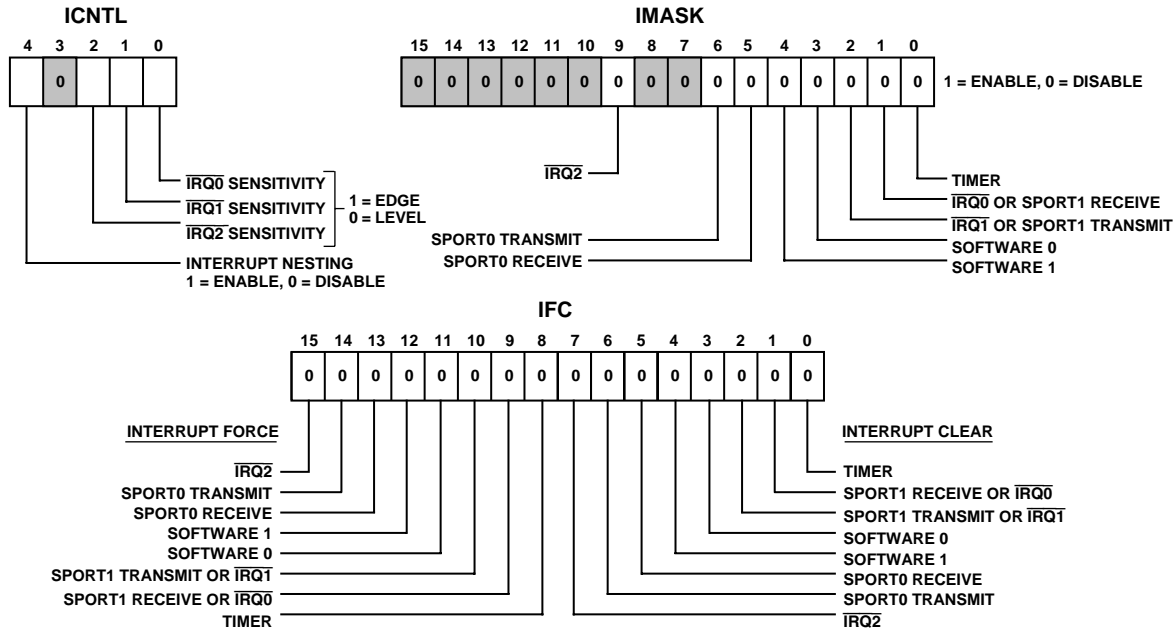 ICNTL
4 3 2 1 0
0
IRQ0 SENSITIVITY
IRQ1 SENSITIVITY
IRQ2 SENSITIVITY
1 = EDGE
0 = LEVEL
INTERRUPT NESTING
1 = ENABLE, 0 = DISABLE
IMASK
15 14 13 12 11 10 9 8 7 6 5 4 3 2 1 0
0 0 0 0 0 0 0 0 0 0 0 0 0 0 0 0
1 = ENABLE, 0 = DISABLE
IRQ2
SPORT0 TRANSMIT
SPORT0 RECEIVE
TIMER
IRQ0 OR SPORT1 RECEIVE
IRQ1 OR SPORT1 TRANSMIT
SOFTWARE 0
SOFTWARE 1
IFC
15 14 13 12 11 10 9 8 7 6 5 4 3 2 1 0
0 0 0 0 0 0 0 0 0 0 0 0 0 0 0 0
INTERRUPT FORCE
IRQ2
SPORT0 TRANSMIT
SPORT0 RECEIVE
SOFTWARE 1
SOFTWARE 0
SPORT1 TRANSMIT OR IRQ1
SPORT1 RECEIVE OR IRQ0
TIMER
INTERRUPT CLEAR
TIMER
SPORT1 RECEIVE OR IRQ0
SPORT1 TRANSMIT OR IRQ1
SOFTWARE 0
SOFTWARE 1
SPORT0 RECEIVE
SPORT0 TRANSMIT
IRQ2